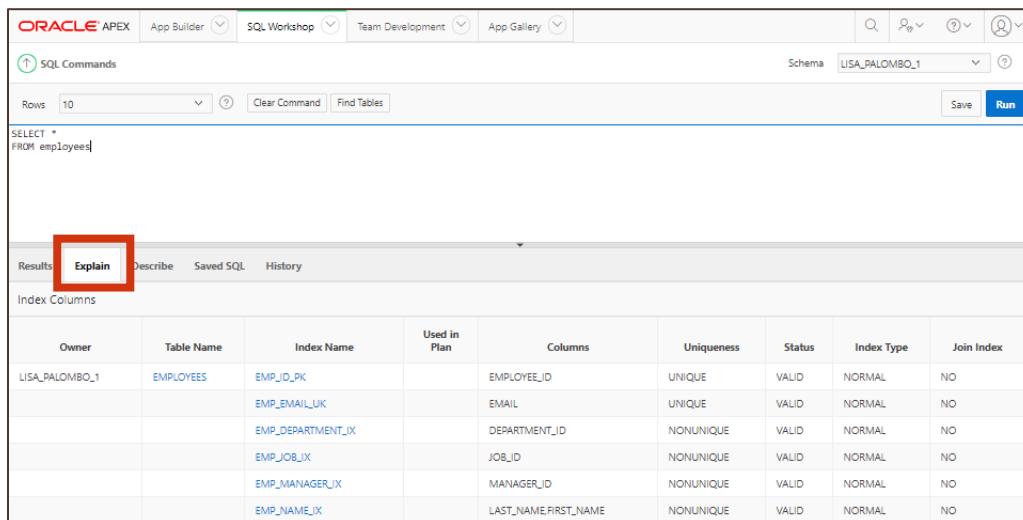 ORACLE APEX App Builder SQL Workshop Team Development App Gallery
SQL Commands Schema LISA_PALOMBO_1
Rows 10 Clear Command Find Tables Save Run
SELECT *
FROM employees
Results Explain Describe Saved SQL History
Index Columns
Owner Table Name Index Name Used in Plan Columns Uniqueness Status Index Type Join Index
LISA_PALOMBO_1 EMPLOYEES EMP_ID_PK EMPLOYEE_ID UNIQUE VALID NORMAL NO
EMP_EMAIL_UK EMAIL UNIQUE VALID NORMAL NO
EMP_DEPARTMENT_IX DEPARTMENT_ID NONUNIQUE VALID NORMAL NO
EMP_JOB_IX JOB_ID NONUNIQUE VALID NORMAL NO
EMP_MANAGER_IX MANAGER_ID NONUNIQUE VALID NORMAL NO
EMP_NAME_IX LAST_NAME,FIRST_NAME NONUNIQUE VALID NORMAL NO